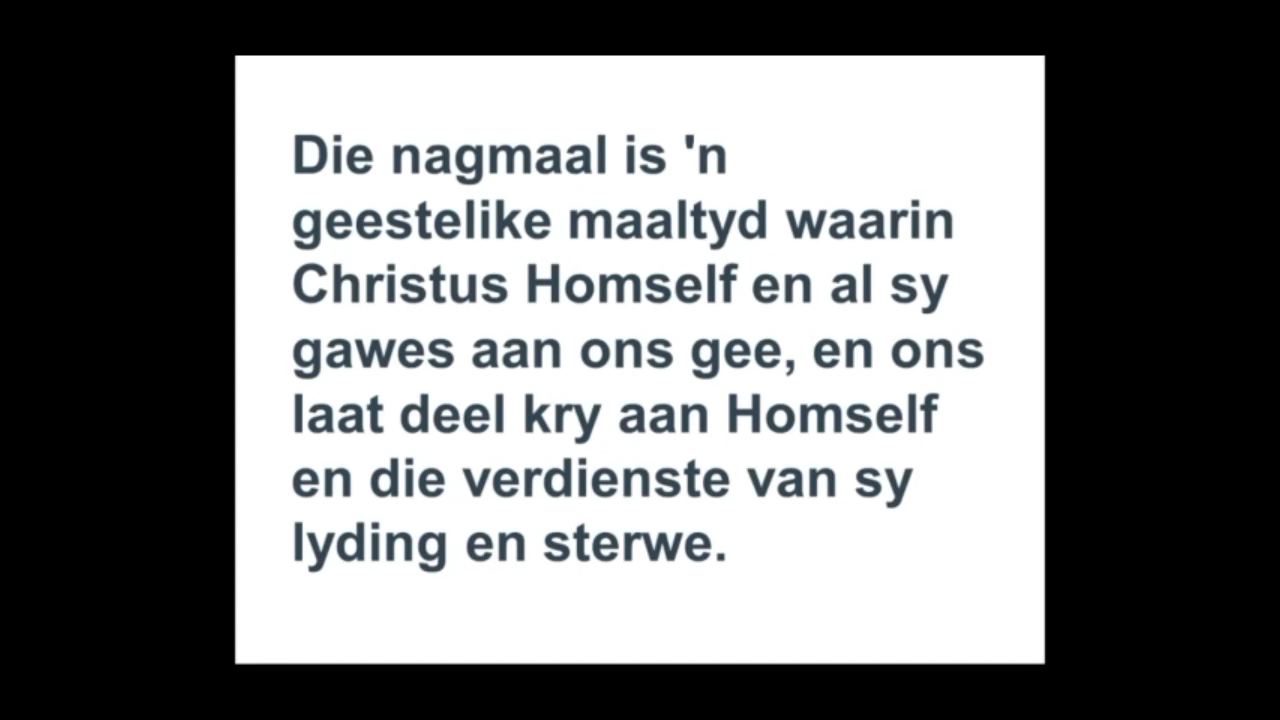 Die nagmaal is 'n
geestelike maaltyd waarin
Christus Homself en al sy
gawes aan ons gee, en ons
laat deel kry aan Homself
en die verdienste van sy
lyding en sterwe.